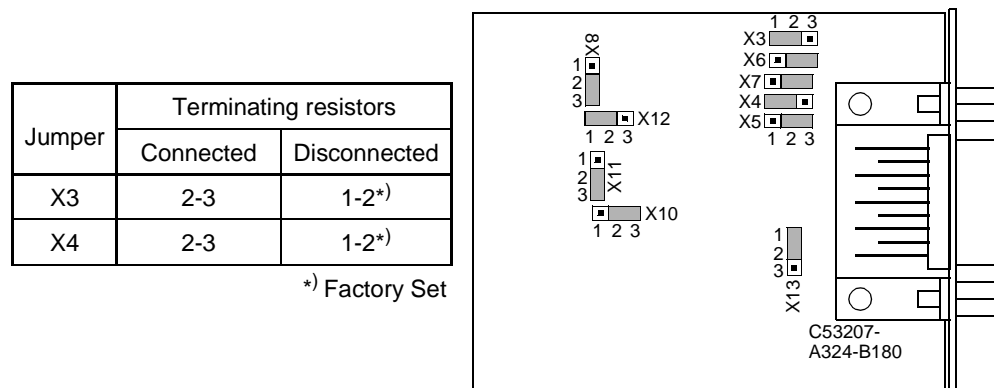 Jumper Terminating resistors
Connected Disconnected
X3 2-3 1-2*)
X4 2-3 1-2*)
*) Factory Set
1 2 3
X3
X6
X7
X4
X5
1 2 3
X8
1
2
3
X12
1 2 3
1
2
3
X11
X10
1 2 3
1
2
3
X13
C53207-
A324-B180